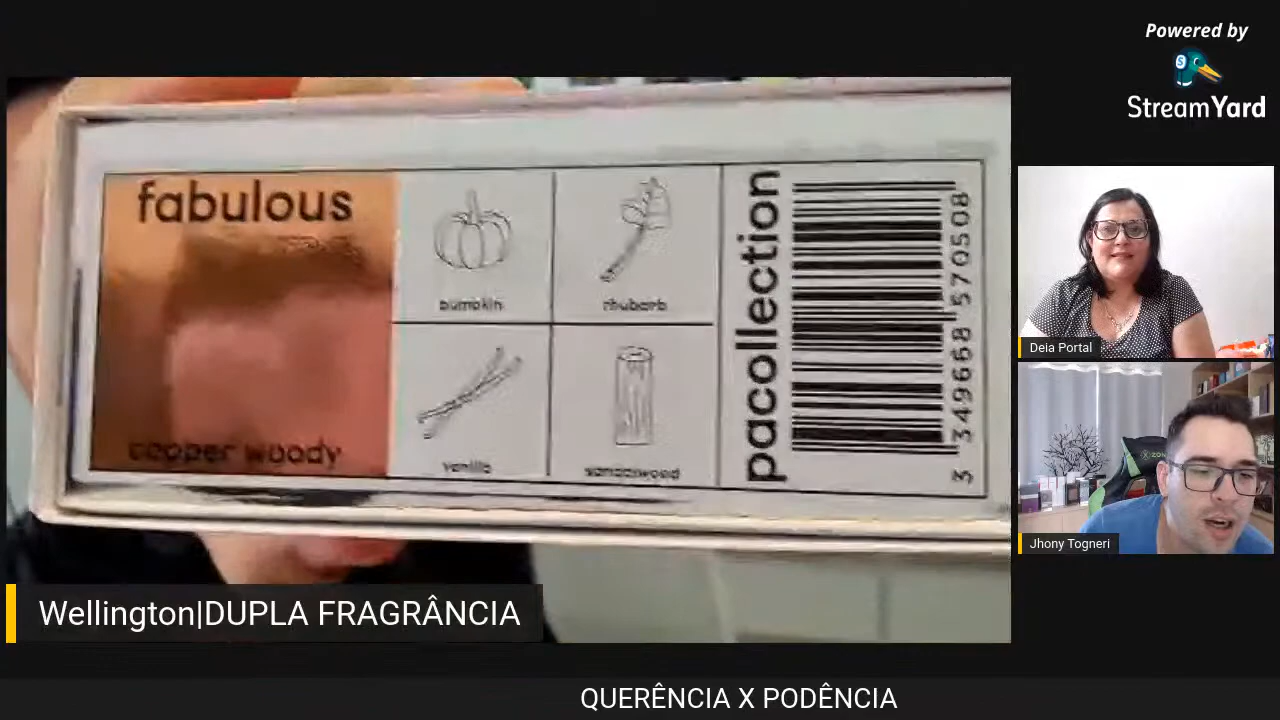 Powered by
StreamYard
fabulous
copper woody
pumpkin
rhubarb
vanilla
sandalwood
pacollection
3 349668 570508
Deia Portal
Jhony Togneri
Wellington|DUPLA FRAGRÂNCIA
QUERÊNCIA X PODÊNCIA